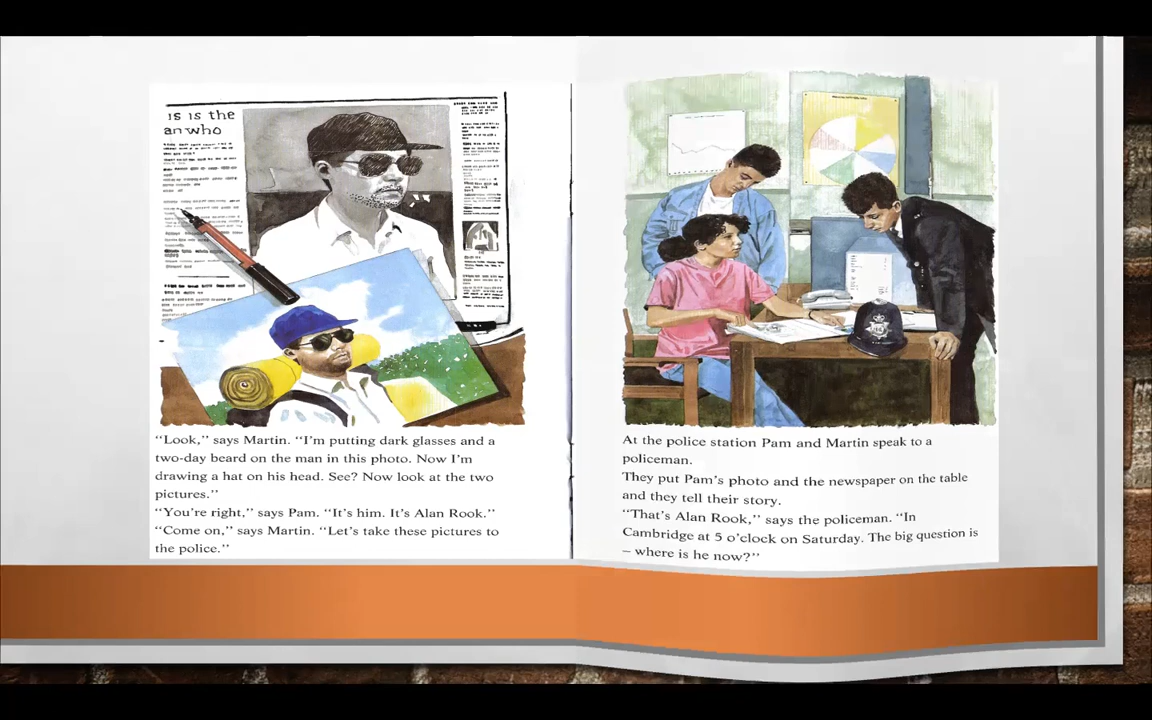 is is the
an who
"Look," says Martin. "I'm putting dark glasses and a
two-day beard on the man in this photo. Now I'm
drawing a hat on his head. See? Now look at the two
pictures."
"You're right," says Pam. "It's him. It's Alan Rook."
"Come on," says Martin. "Let's take these pictures to
the police."
At the police station Pam and Martin speak to a
policeman.
They put Pam's photo and the newspaper on the table
and they tell their story.
"That's Alan Rook," says the policeman. "In
Cambridge at 5 o'clock on Saturday. The big question is
– where is he now?"